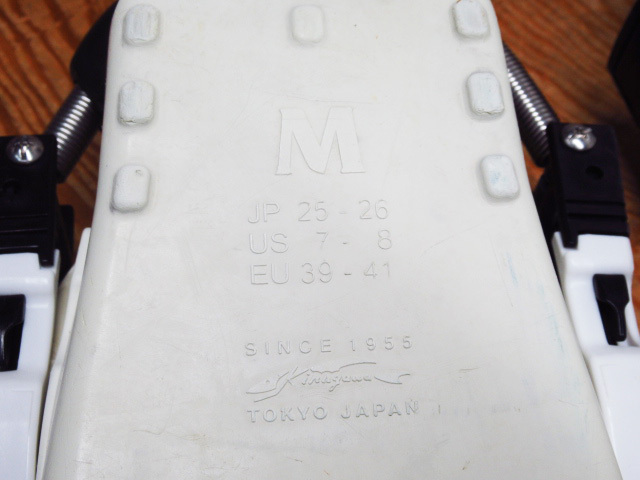 M
JP 25 - 26
US 7 - 8
EU 39 - 41
SINCE 1955
TOKYO JAPAN